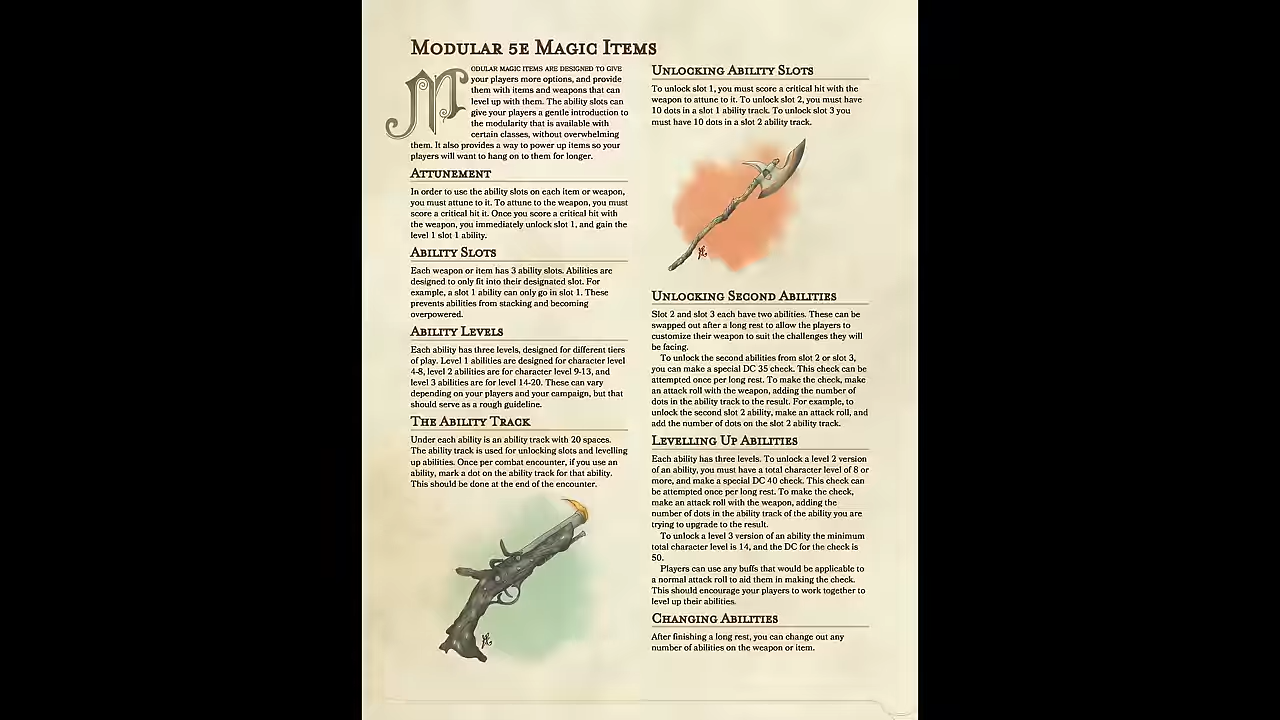 Modular 5e Magic Items
Modular magic items are designed to give
your players more options, and provide
them with items and weapons that can
level up with them. The ability slots can
give your players a gentle introduction to
the modularity that is available with
certain classes, without overwhelming
them. It also provides a way to power up items so your
players will want to hang on to them for longer.
Attunement
In order to use the ability slots on each item or weapon,
you must attune to it. To attune to the weapon, you must
score a critical hit it. Once you score a critical hit with
the weapon, you immediately unlock slot 1, and gain the
level 1 slot 1 ability.
Ability Slots
Each weapon or item has 3 ability slots. Abilities are
designed to only fit into their designated slot. For
example, a slot 1 ability can only go in slot 1. These
prevents abilities from stacking and becoming
overpowered.
Ability Levels
Each ability has three levels, designed for different tiers
of play. Level 1 abilities are designed for character level
4-8, level 2 abilities are for character level 9-13, and
level 3 abilities are for level 14-20. These can vary
depending on your players and your campaign, but that
should serve as a rough guideline.
The Ability Track
Under each ability is an ability track with 20 spaces.
The ability track is used for unlocking slots and levelling
up abilities. Once per combat encounter, if you use an
ability, mark a dot on the ability track for that ability.
This should be done at the end of the encounter.
Unlocking Ability Slots
To unlock slot 1, you must score a critical hit with the
weapon to attune to it. To unlock slot 2, you must have
10 dots in a slot 1 ability track. To unlock slot 3 you
must have 10 dots in a slot 2 ability track.
Unlocking Second Abilities
Slot 2 and slot 3 each have two abilities. These can be
swapped out after a long rest to allow the players to
customize their weapon to suit the challenges they will
be facing.
To unlock the second abilities from slot 2 or slot 3,
you can make a special DC 35 check. This check can be
attempted once per long rest. To make the check, make
an attack roll with the weapon, adding the number of
dots in the ability track to the result. For example, to
unlock the second slot 2 ability, make an attack roll, and
add the number of dots on the slot 2 ability track.
Levelling Up Abilities
Each ability has three levels. To unlock a level 2 version
of an ability, you must have a total character level of 8 or
more, and make a special DC 40 check. This check can
be attempted once per long rest. To make the check,
make an attack roll with the weapon, adding the
number of dots in the ability track of the ability you are
trying to upgrade to the result.
To unlock a level 3 version of an ability the minimum
total character level is 14, and the DC for the check is
50.
Players can use any buffs that would be applicable to
a normal attack roll to aid them in making the check.
This should encourage your players to work together to
level up their abilities.
Changing Abilities
After finishing a long rest, you can change out any
number of abilities on the weapon or item.